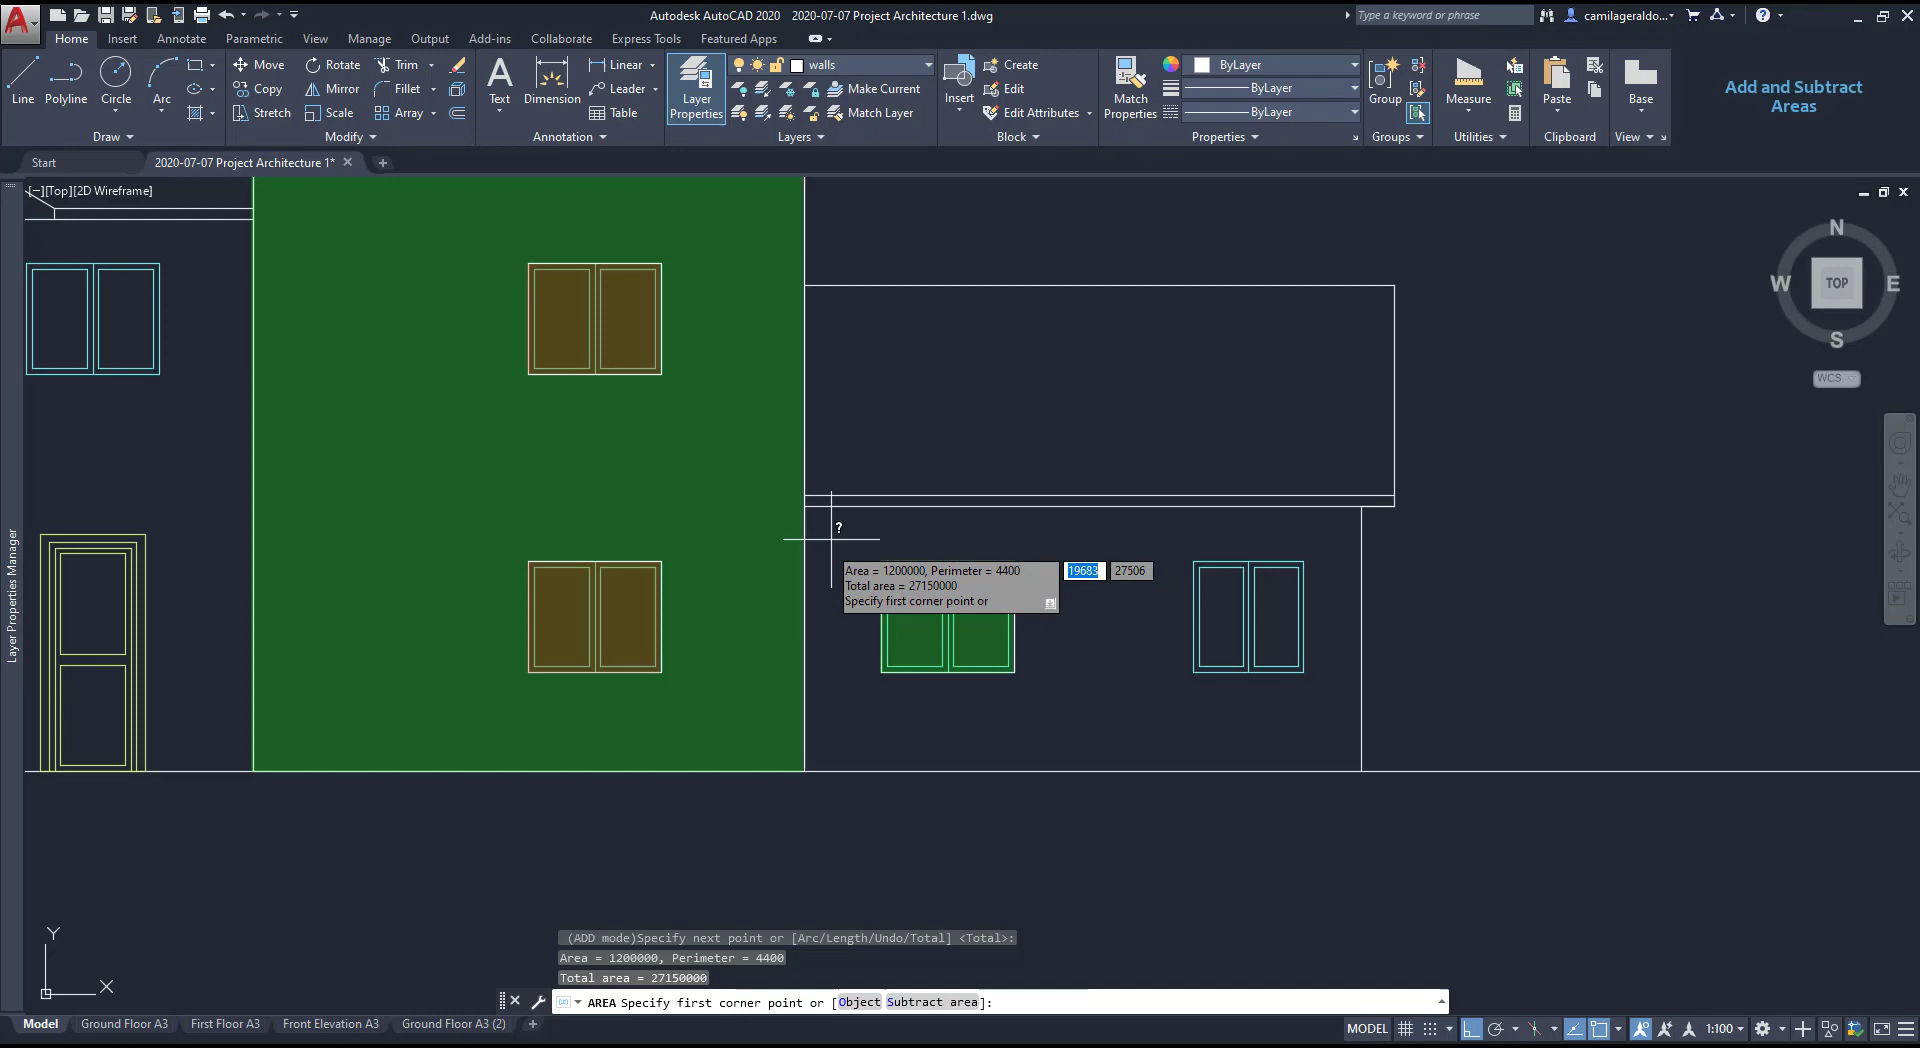 Autodesk AutoCAD 2020   2020-07-07 Project Architecture 1.dwg
Type a keyword or phrase
camilageraldo...
Home Insert Annotate Parametric View Manage Output Add-ins Collaborate Express Tools Featured Apps
Line Polyline Circle Arc
Draw
Move Rotate Trim
Copy Mirror Fillet
Stretch Scale Array
Modify
Text Dimension
Linear
Leader
Table
Annotation
Layer Properties
walls
Make Current
Match Layer
Layers
Insert
Create
Edit
Edit Attributes
Block
Match Properties
ByLayer
ByLayer
ByLayer
Properties
Group
Groups
Measure
Utilities
Paste
Clipboard
Base
View
Add and Subtract
Areas
Start
2020-07-07 Project Architecture 1*
[−][Top][2D Wireframe]
N
W TOP E
S
WCS
Layer Properties Manager
?
Area = 1200000, Perimeter = 4400
Total area = 27150000
Specify first corner point or
19683 27506
Y
X
(ADD mode)Specify next point or [Arc/Length/Undo/Total] <Total>:
Area = 1200000, Perimeter = 4400
Total area = 27150000
AREA Specify first corner point or [Object Subtract area]:
Model Ground Floor A3 First Floor A3 Front Elevation A3 Ground Floor A3 (2)
MODEL 1:100